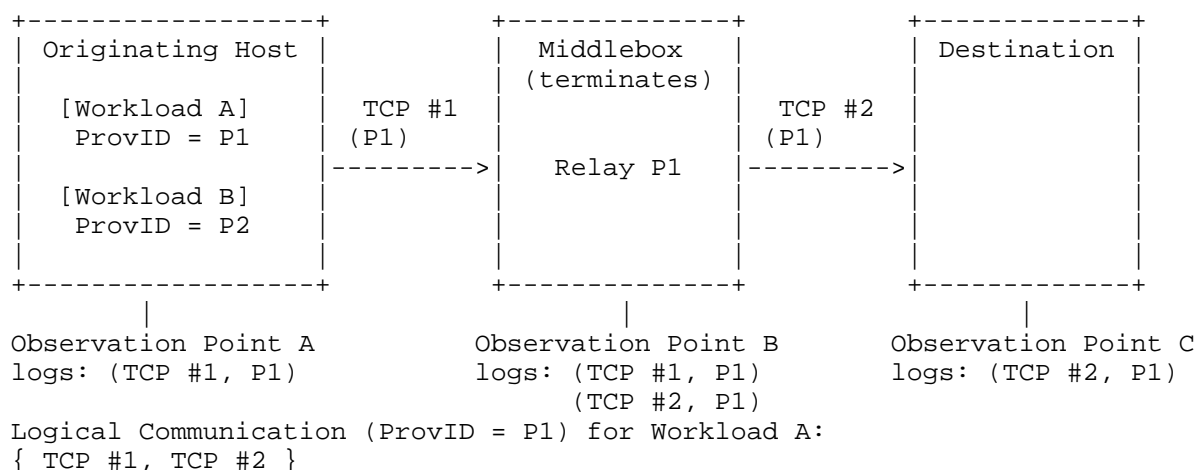 Originating Host Middlebox Destination
(terminates)
[Workload A] TCP #1 TCP #2
ProvID = P1 (P1) (P1)
Relay P1
[Workload B]
ProvID = P2
Observation Point A Observation Point B Observation Point C
logs: (TCP #1, P1) logs: (TCP #1, P1) logs: (TCP #2, P1)
(TCP #2, P1)
Logical Communication (ProvID = P1) for Workload A:
{ TCP #1, TCP #2 }